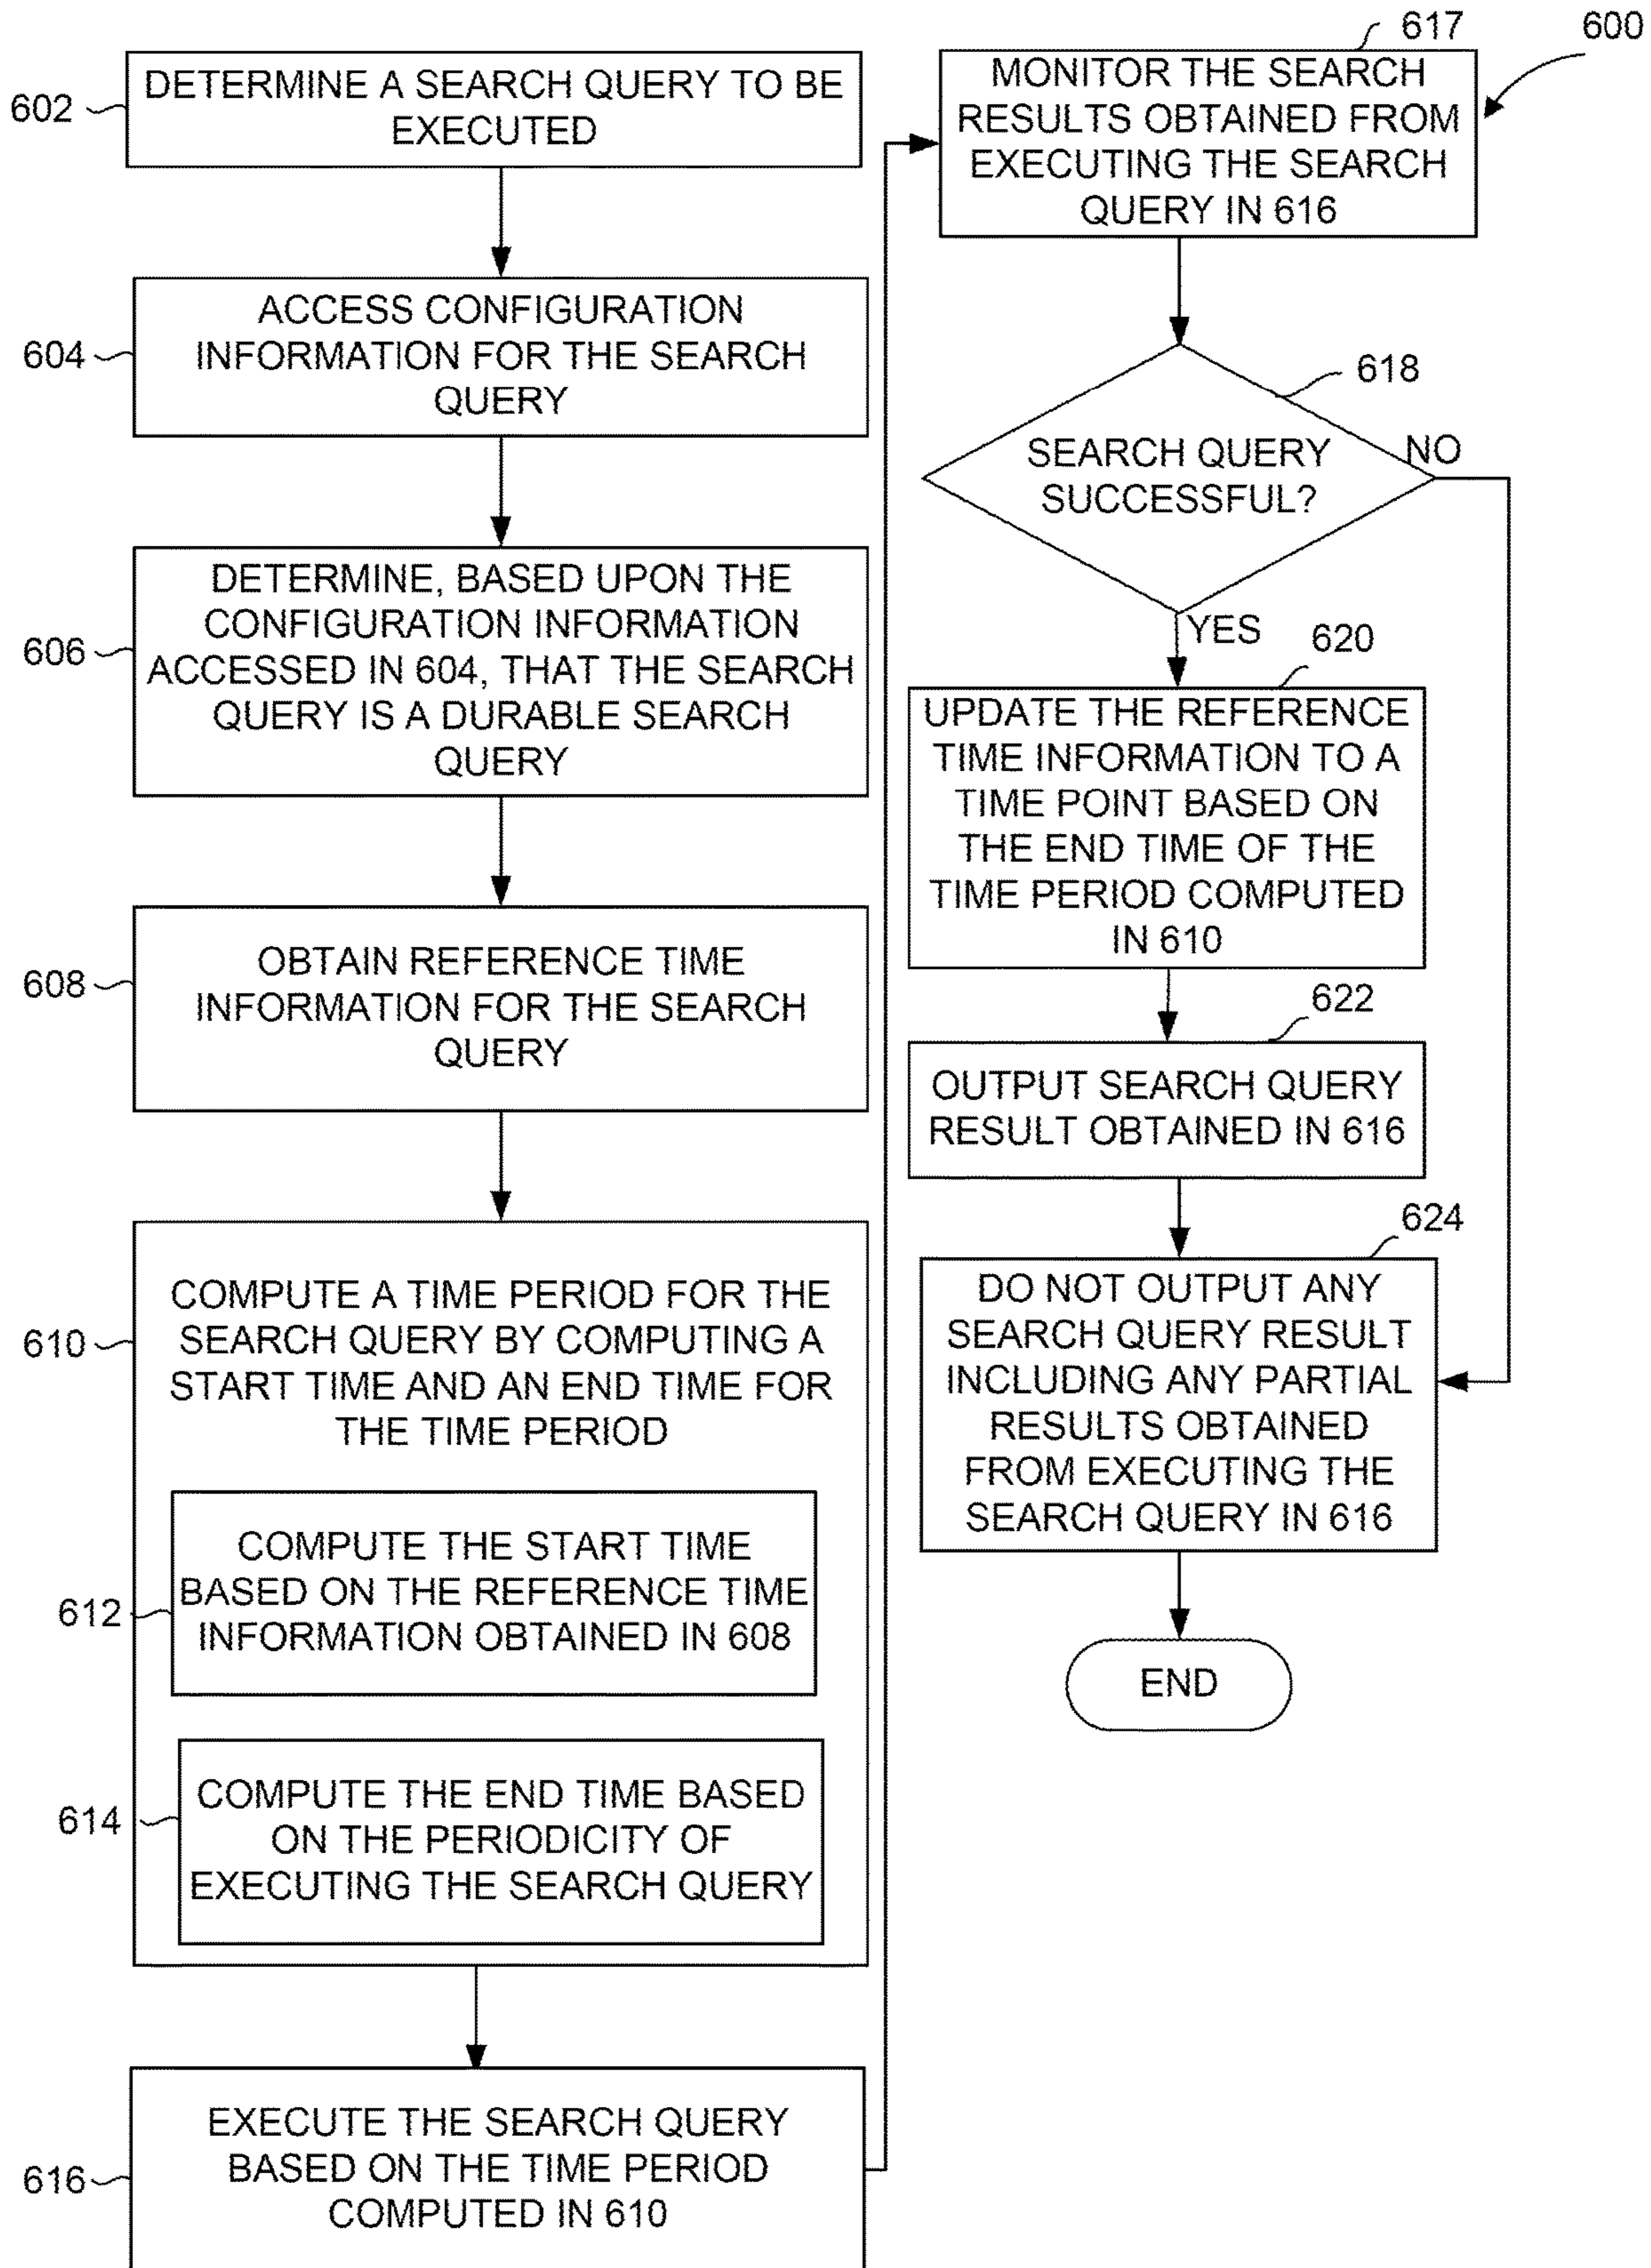 602
DETERMINE A SEARCH QUERY TO BE
EXECUTED
604
ACCESS CONFIGURATION
INFORMATION FOR THE SEARCH
QUERY
606
DETERMINE, BASED UPON THE
CONFIGURATION INFORMATION
ACCESSED IN 604, THAT THE SEARCH
QUERY IS A DURABLE SEARCH
QUERY
608
OBTAIN REFERENCE TIME
INFORMATION FOR THE SEARCH
QUERY
610
COMPUTE A TIME PERIOD FOR THE
SEARCH QUERY BY COMPUTING A
START TIME AND AN END TIME FOR
THE TIME PERIOD
612
COMPUTE THE START TIME
BASED ON THE REFERENCE TIME
INFORMATION OBTAINED IN 608
614
COMPUTE THE END TIME BASED
ON THE PERIODICITY OF
EXECUTING THE SEARCH QUERY
616
EXECUTE THE SEARCH QUERY
BASED ON THE TIME PERIOD
COMPUTED IN 610
600
617
MONITOR THE SEARCH
RESULTS OBTAINED FROM
EXECUTING THE SEARCH
QUERY IN 616
618
SEARCH QUERY
SUCCESSFUL?
NO
YES
620
UPDATE THE REFERENCE
TIME INFORMATION TO A
TIME POINT BASED ON
THE END TIME OF THE
TIME PERIOD COMPUTED
IN 610
622
OUTPUT SEARCH QUERY
RESULT OBTAINED IN 616
624
DO NOT OUTPUT ANY
SEARCH QUERY RESULT
INCLUDING ANY PARTIAL
RESULTS OBTAINED
FROM EXECUTING THE
SEARCH QUERY IN 616
END